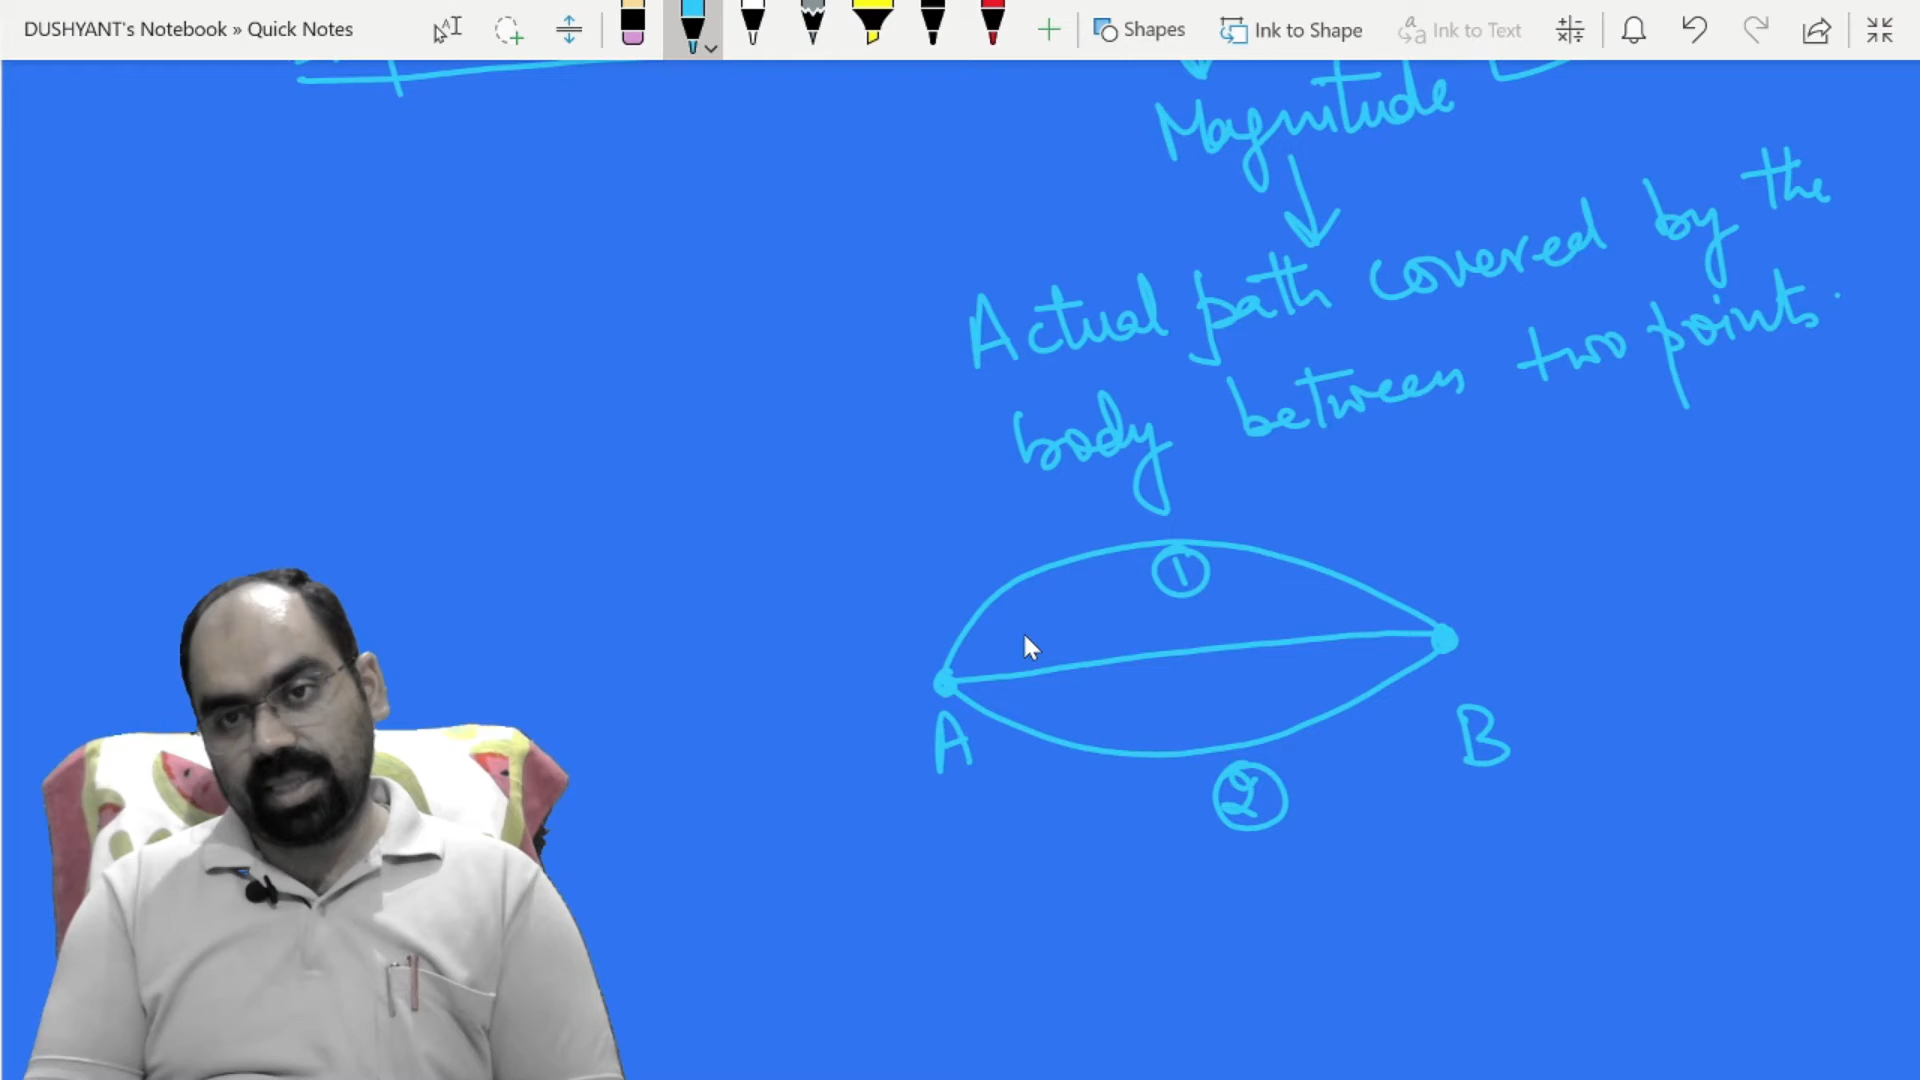 DUSHYANT's Notebook » Quick Notes
Shapes
Ink to Shape
Ink to Text
Magnitude
Actual path covered by the
body between two points.
1
A
B
2